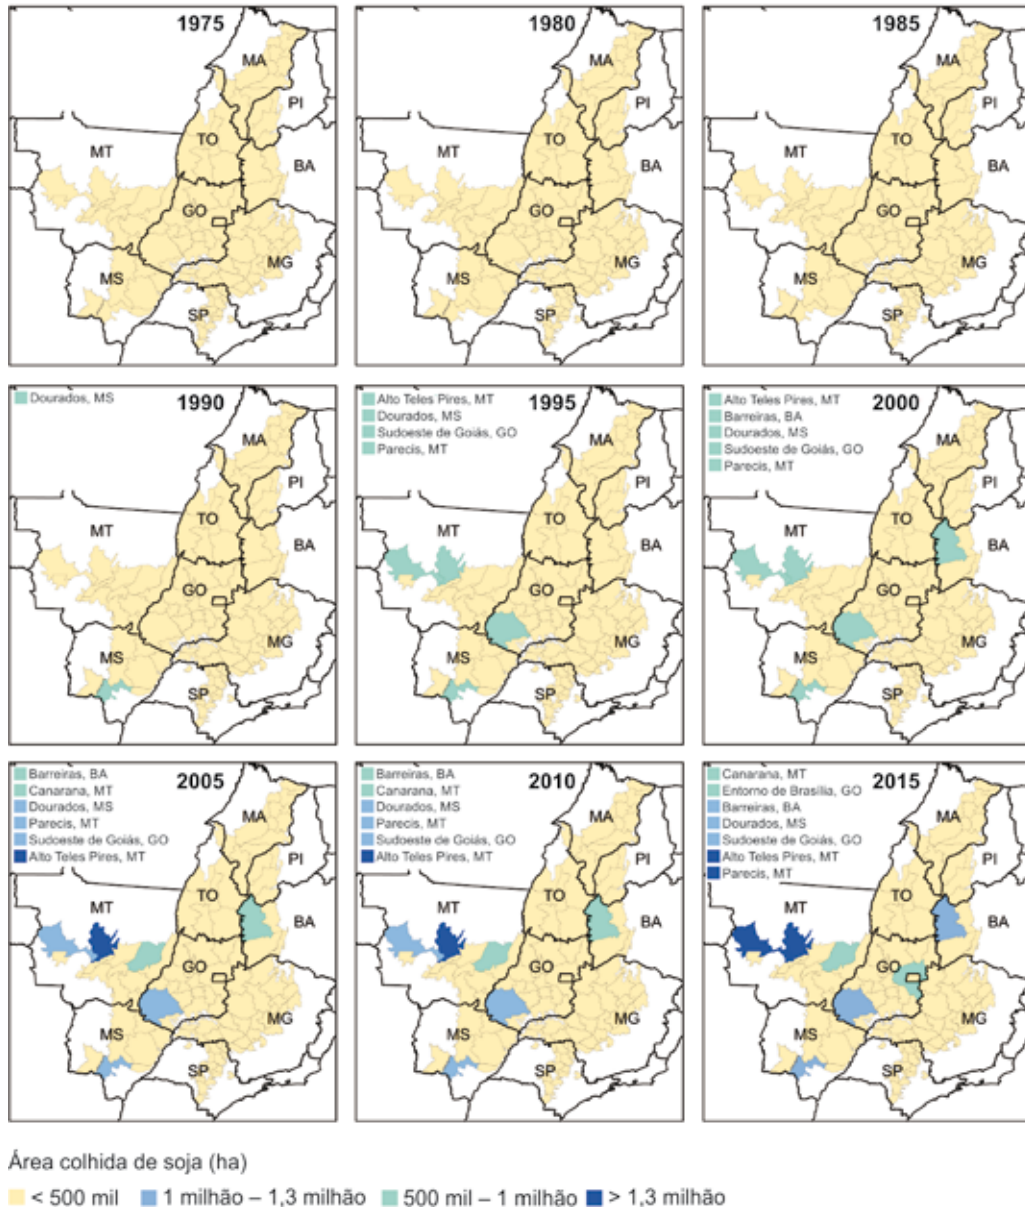 1975
MA
PI
TO
MT
BA
GO
MS
MG
SP
1980
MA
PI
TO
MT
BA
GO
MS
MG
SP
1985
MA
PI
TO
MT
BA
GO
MS
MG
SP
Dourados, MS
1990
MA
PI
TO
MT
BA
GO
MS
MG
SP
Alto Teles Pires, MT
Dourados, MS
Sudoeste de Goiás, GO
Parecis, MT
1995
MA
PI
TO
MT
BA
GO
MS
MG
SP
Alto Teles Pires, MT
Barreiras, BA
Dourados, MS
Sudoeste de Goiás, GO
Parecis, MT
2000
MA
PI
TO
MT
BA
GO
MS
MG
SP
Barreiras, BA
Canarana, MT
Dourados, MS
Parecis, MT
Sudoeste de Goiás, GO
Alto Teles Pires, MT
2005
MA
PI
TO
MT
BA
GO
MS
MG
SP
Barreiras, BA
Canarana, MT
Dourados, MS
Parecis, MT
Sudoeste de Goiás, GO
Alto Teles Pires, MT
2010
MA
PI
TO
MT
BA
GO
MS
MG
SP
Canarana, MT
Entorno de Brasília, GO
Barreiras, BA
Dourados, MS
Sudoeste de Goiás, GO
Alto Teles Pires, MT
Parecis, MT
2015
MA
PI
TO
MT
BA
GO
MS
MG
SP
Área colhida de soja (ha)
< 500 mil 1 milhão – 1,3 milhão 500 mil – 1 milhão > 1,3 milhão